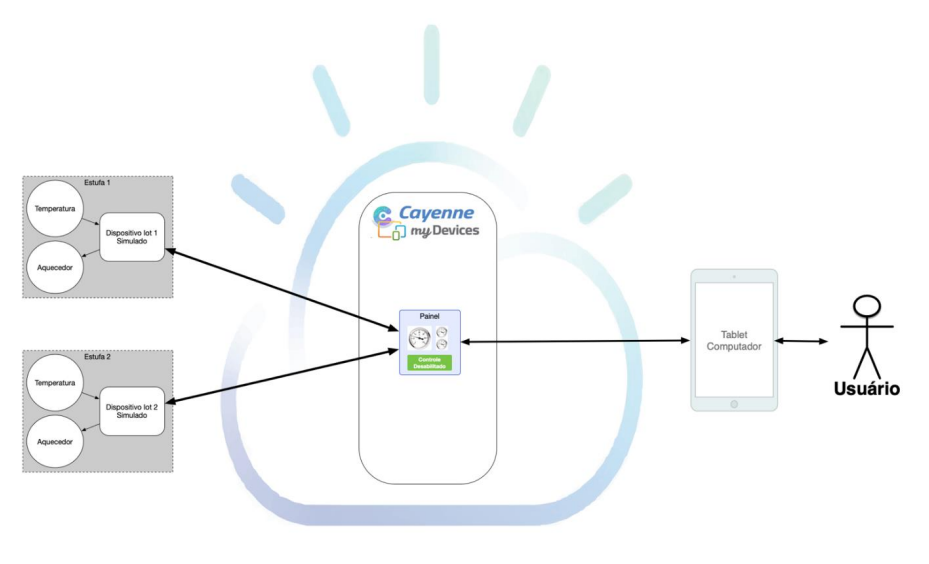 Estufa 1
Temperatura
Dispositivo Iot 1
Simulado
Aquecedor
Estufa 2
Temperatura
Dispositivo Iot 2
Simulado
Aquecedor
Cayenne
myDevices
Painel
Controle
Desabilitado
Tablet
Computador
Usuário